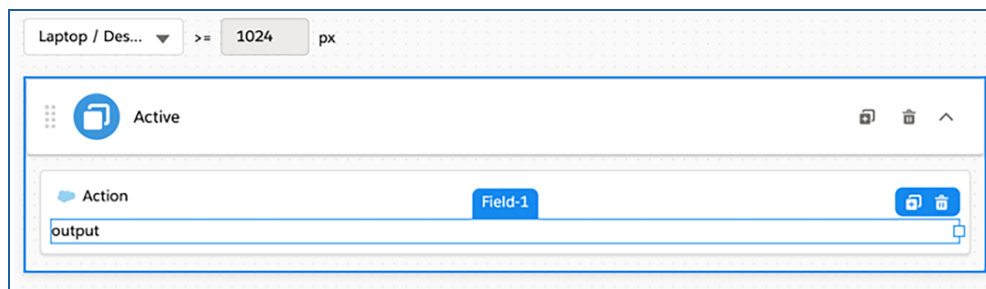 Laptop / Des... >= 1024 px
Active
Action
Field-1
output